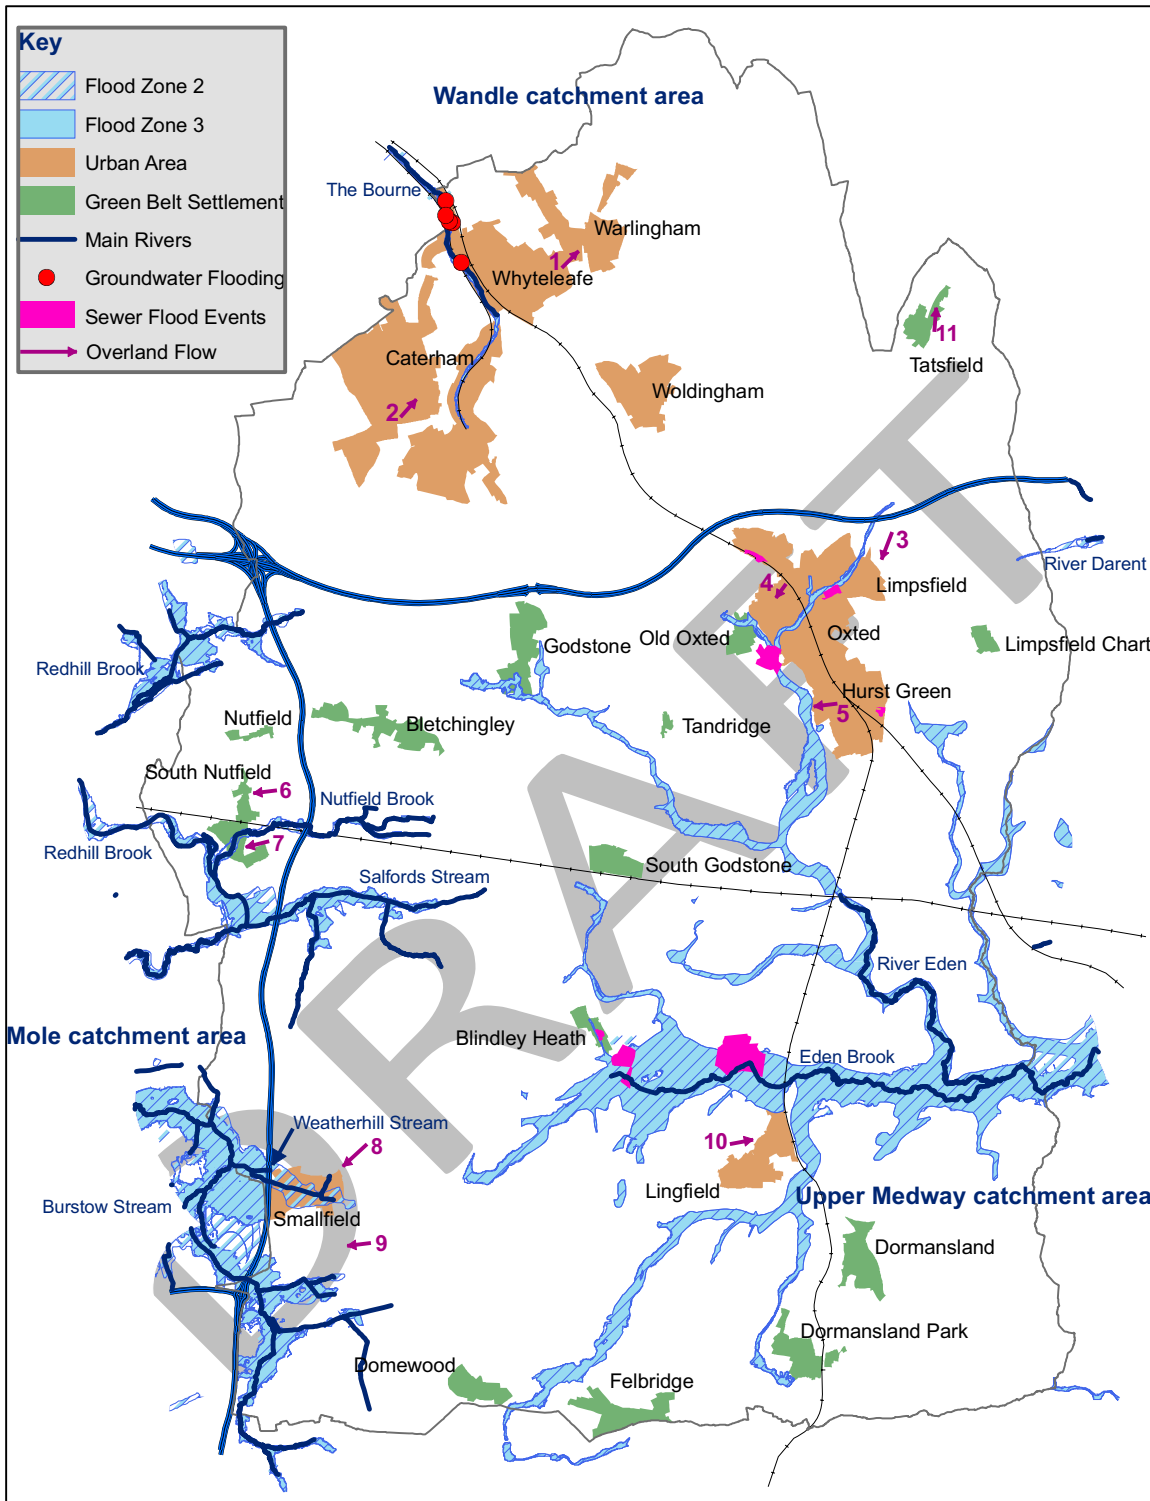 Key
Flood Zone 2
Flood Zone 3
Urban Area
Green Belt Settlement
Main Rivers
Groundwater Flooding
Sewer Flood Events
Overland Flow
Wandle catchment area
The Bourne
Warlingham
1
Whyteleafe
11
Tatsfield
Caterham
Woldingham
2
3
River Darent
4
Limpsfield
Oxted
Old Oxted
Limpsfield Chart
Godstone
Redhill Brook
Hurst Green
5
Nutfield
Bletchingley
Tandridge
South Nutfield
6
Nutfield Brook
7
Redhill Brook
South Godstone
Salfords Stream
River Eden
Mole catchment area
Blindley Heath
Eden Brook
Weatherhill Stream
8
10
Lingfield
Upper Medway catchment area
Burstow Stream
Smallfield
9
Dormansland
Dormansland Park
Domewood
Felbridge
DRAFT